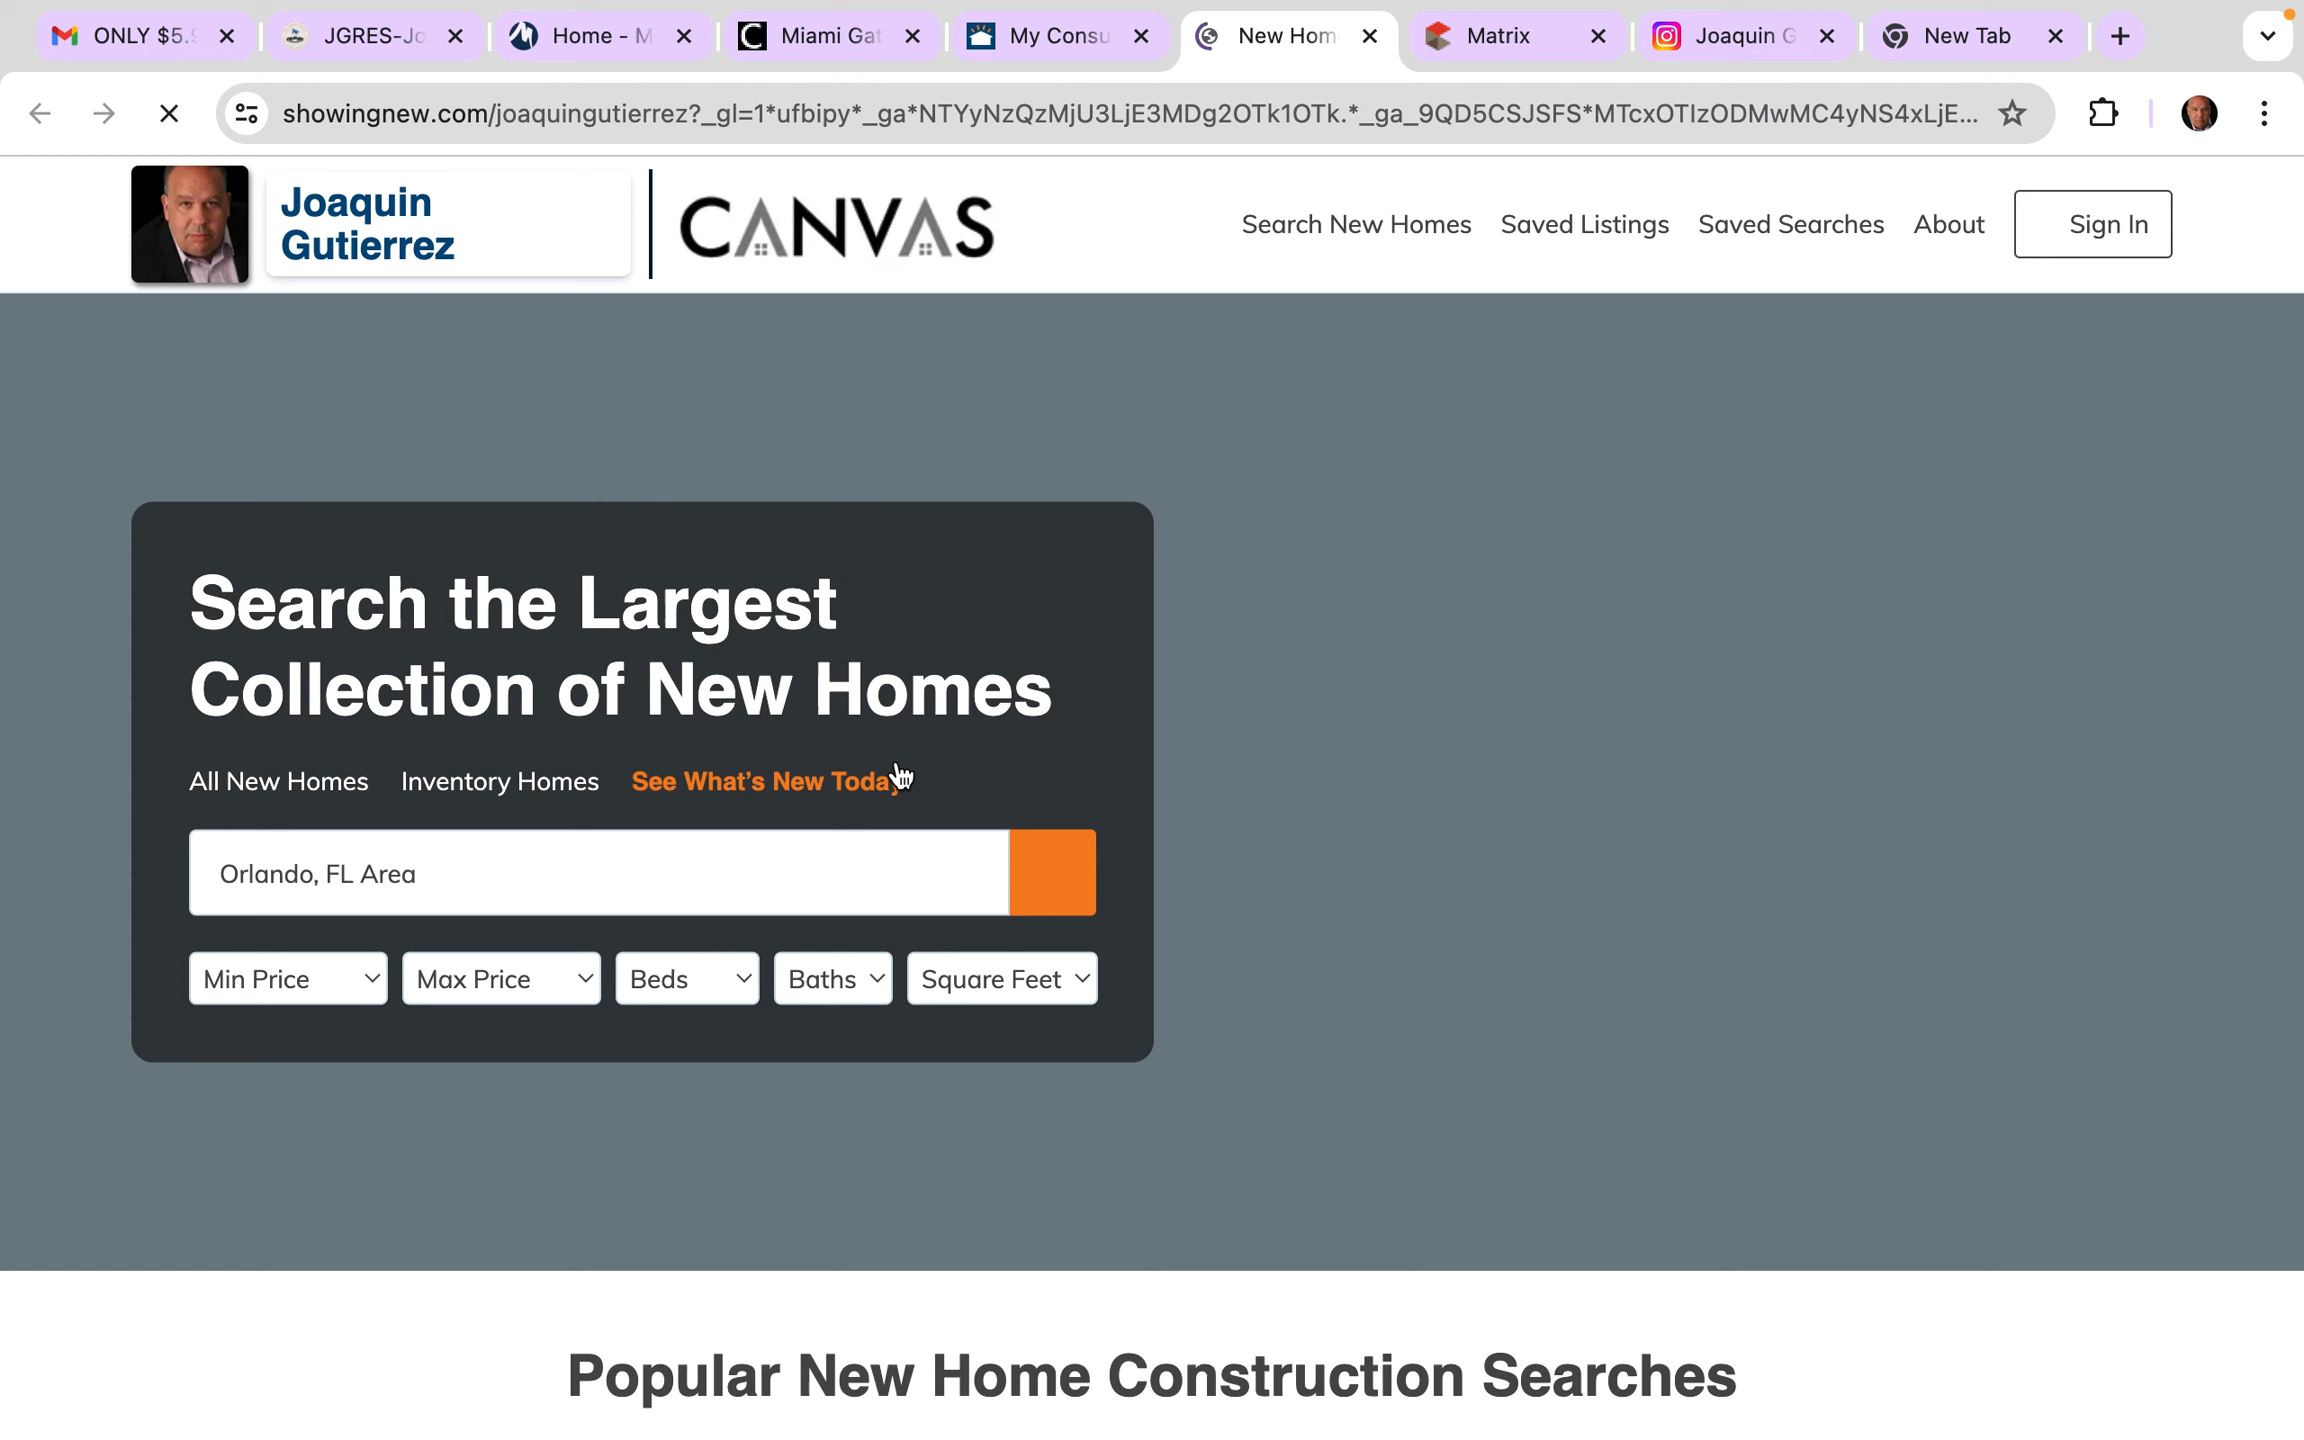 ONLY $5.
JGRES-Jo
Home - M
Miami Gat
My Consu
New Hom
Matrix
Joaquin G
New Tab
showingnew.com/joaquingutierrez?_gl=1*ufbipy*_ga*NTYyNzQzMjU3LjE3MDg2OTk1OTk.*_ga_9QD5CSJSFS*MTcxOTIzODMwMC4yNS4xLjE...
Joaquin
Gutierrez
CANVAS
Search New Homes Saved Listings Saved Searches About Sign In
Search the Largest
Collection of New Homes
All New Homes Inventory Homes See What's New Today
Orlando, FL Area
Min Price Max Price Beds Baths Square Feet
Popular New Home Construction Searches